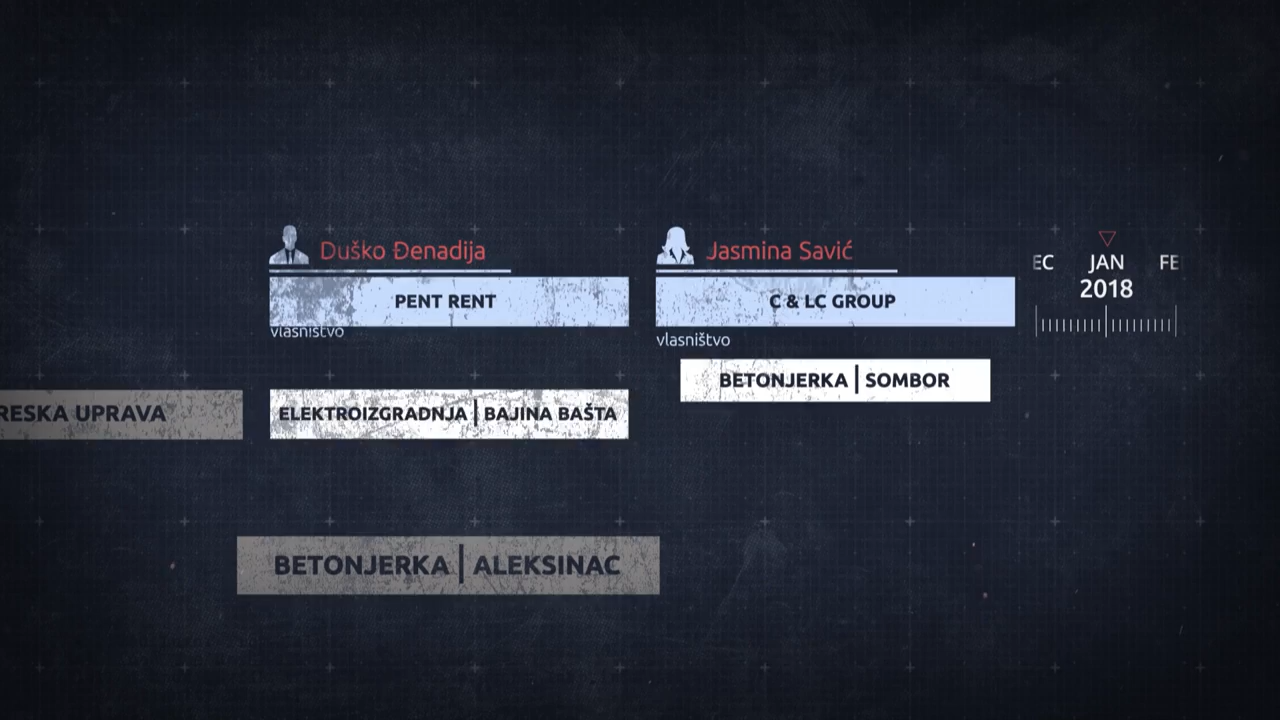 Duško Đenadija
PENT RENT
vlasništvo
ELEKTROIZGRADNJA | BAJINA BAŠTA
Jasmina Savić
C & LC GROUP
vlasništvo
BETONJERKA | SOMBOR
EC JAN FE
2018
RESKA UPRAVA
BETONJERKA | ALEKSINAC